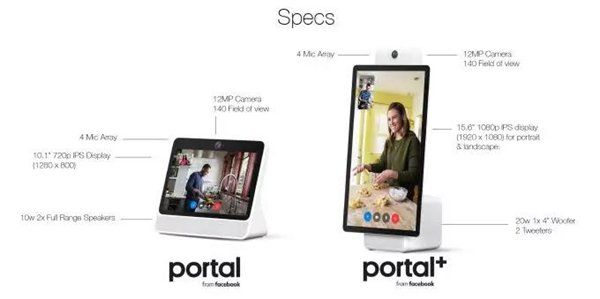 Specs
12MP Camera
140 Field of view
4 Mic Array
10.1" 720p IPS Display
(1280 x 800)
10w 2x Full Range Speakers
portal
from facebook
4 Mic Array
12MP Camera
140 Field of view
15.6" 1080p IPS display
(1920 x 1080) for portrait
& landscape.
20w 1x 4" Woofer
2 Tweeters
portal+
from facebook